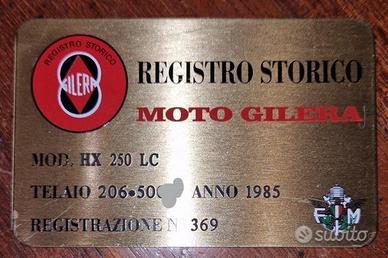 REGISTRO STORICO
GILERA
REGISTRO STORICO
MOTO GILERA
MOD. HX 250 LC
TELAIO 206•50 ANNO 1985
REGISTRAZIONE N 369
FMI
subito